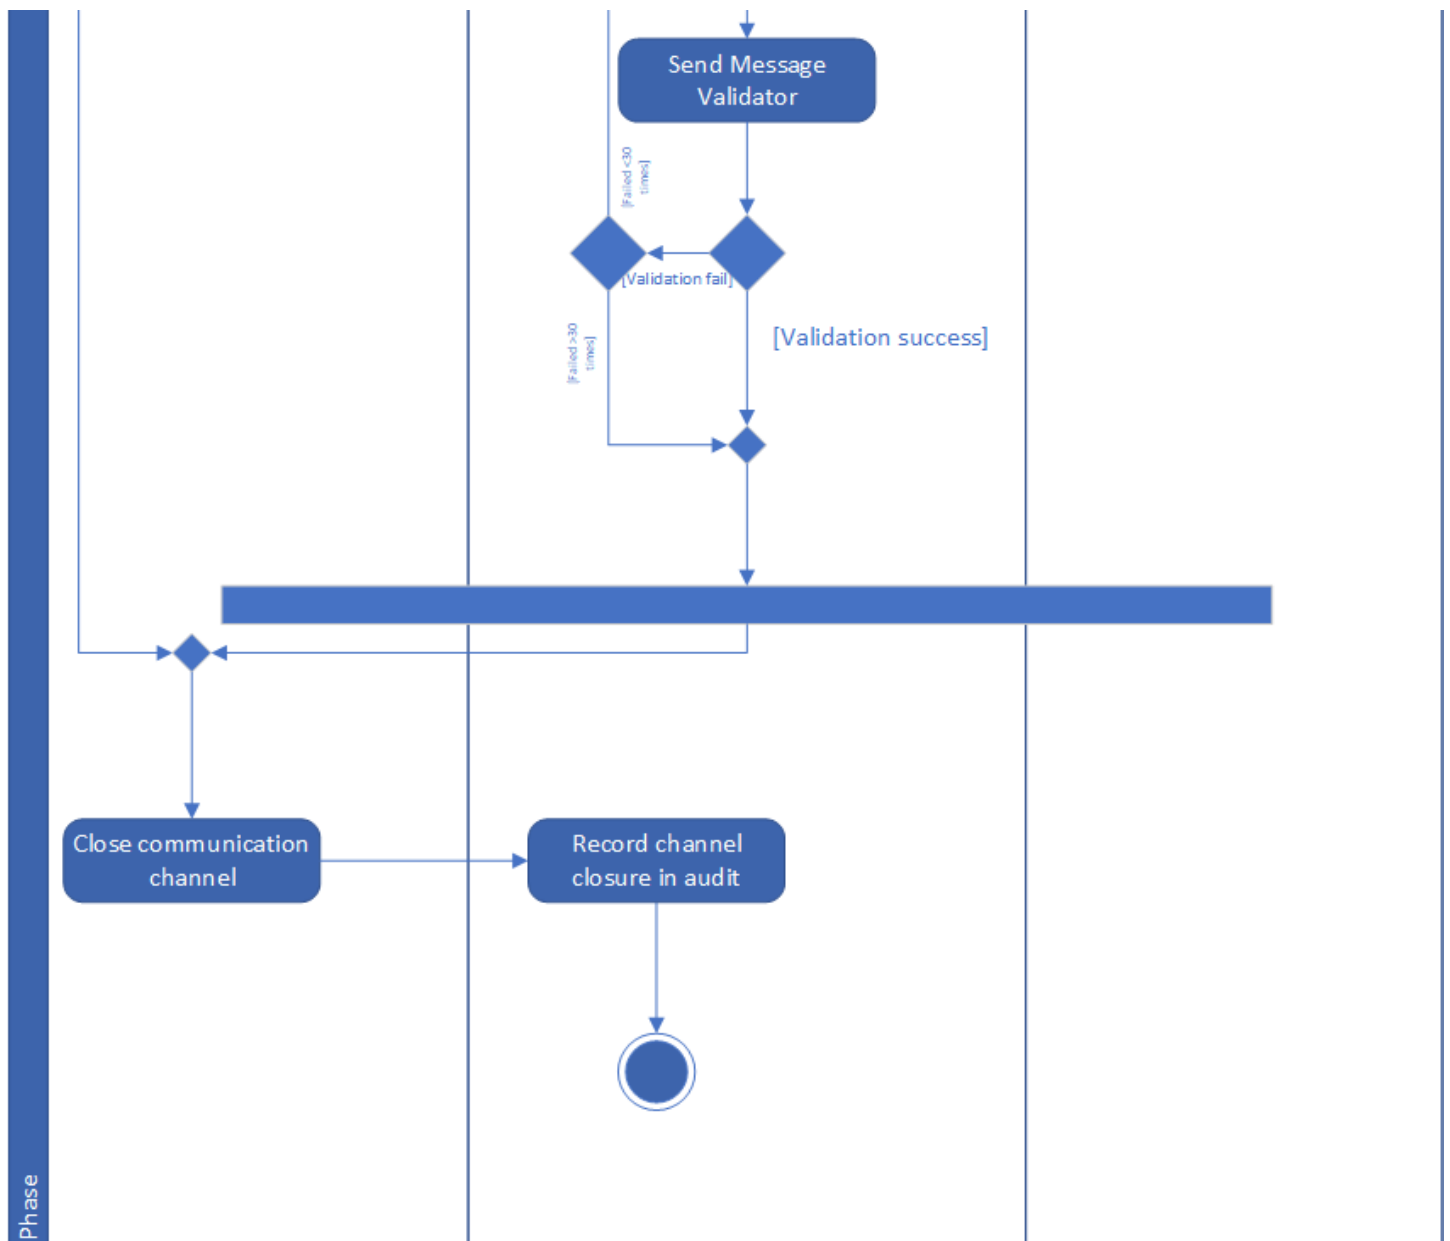 Send Message
Validator
[Failed <30
times]
[Validation fail]
[Failed >30
times]
[Validation success]
Close communication
channel
Record channel
closure in audit
Phase